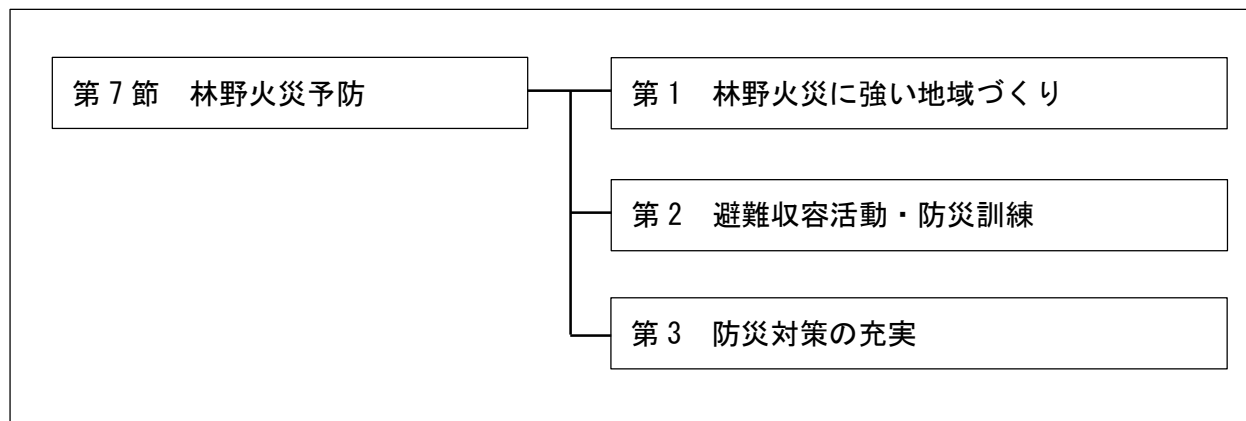 第7節　林野火災予防
第1　林野火災に強い地域づくり
第2　避難収容活動・防災訓練
第3　防災対策の充実